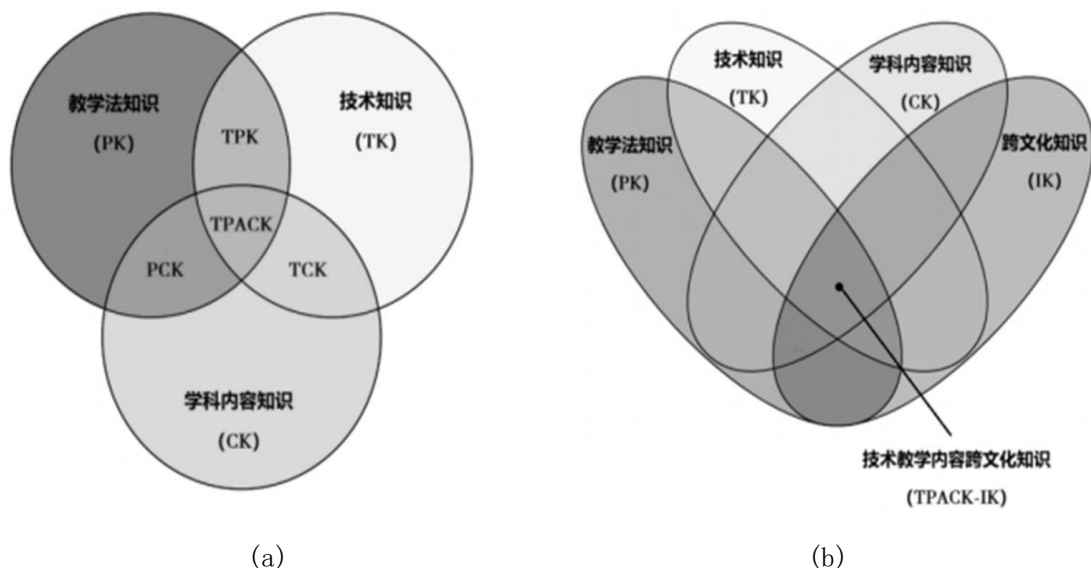 教学法知识
(PK)
技术知识
(TK)
TPK
TPACK
PCK
TCK
学科内容知识
(CK)
(a)
技术知识
(TK)
学科内容知识
(CK)
教学法知识
(PK)
跨文化知识
(IK)
技术教学内容跨文化知识
(TPACK-IK)
(b)